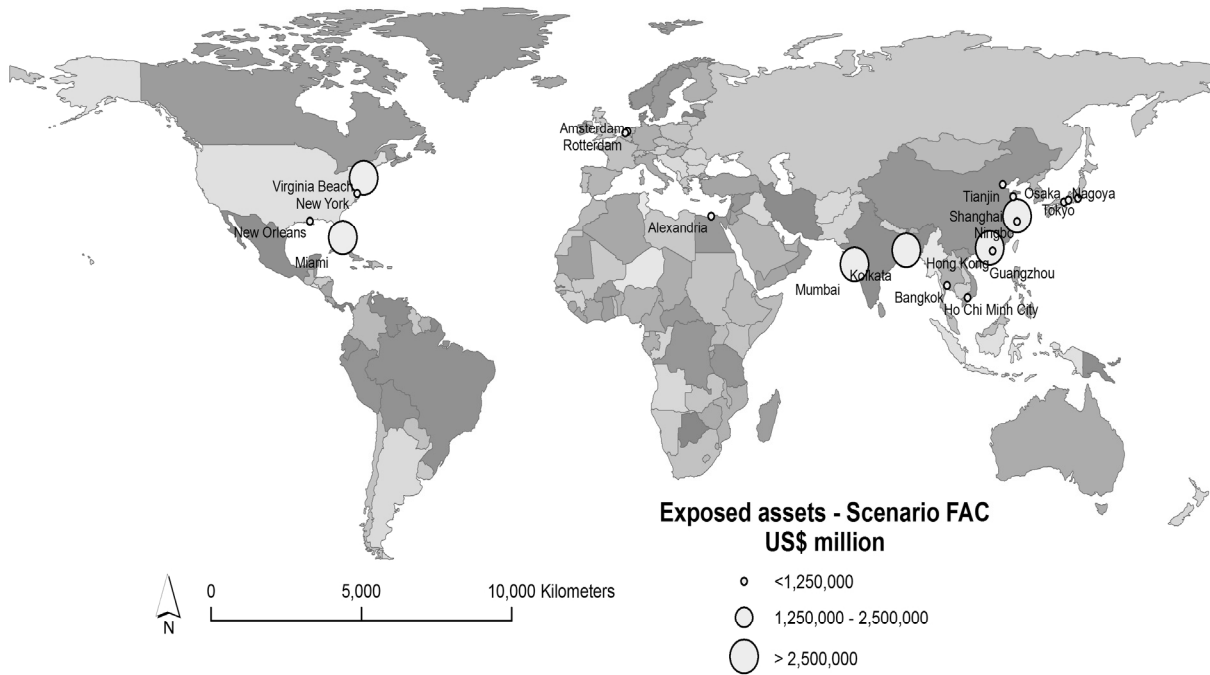 Amsterdam
Rotterdam
Virginia Beach
New York
New Orleans
Miami
Alexandria
Tianjin
Osaka
Nagoya
Tokyo
Shanghai
Ningbo
Hong Kong
Guangzhou
Kolkata
Mumbai
Bangkok
Ho Chi Minh City
Exposed assets - Scenario FAC
US$ million
<1,250,000
1,250,000 - 2,500,000
> 2,500,000
0 5,000 10,000 Kilometers
N